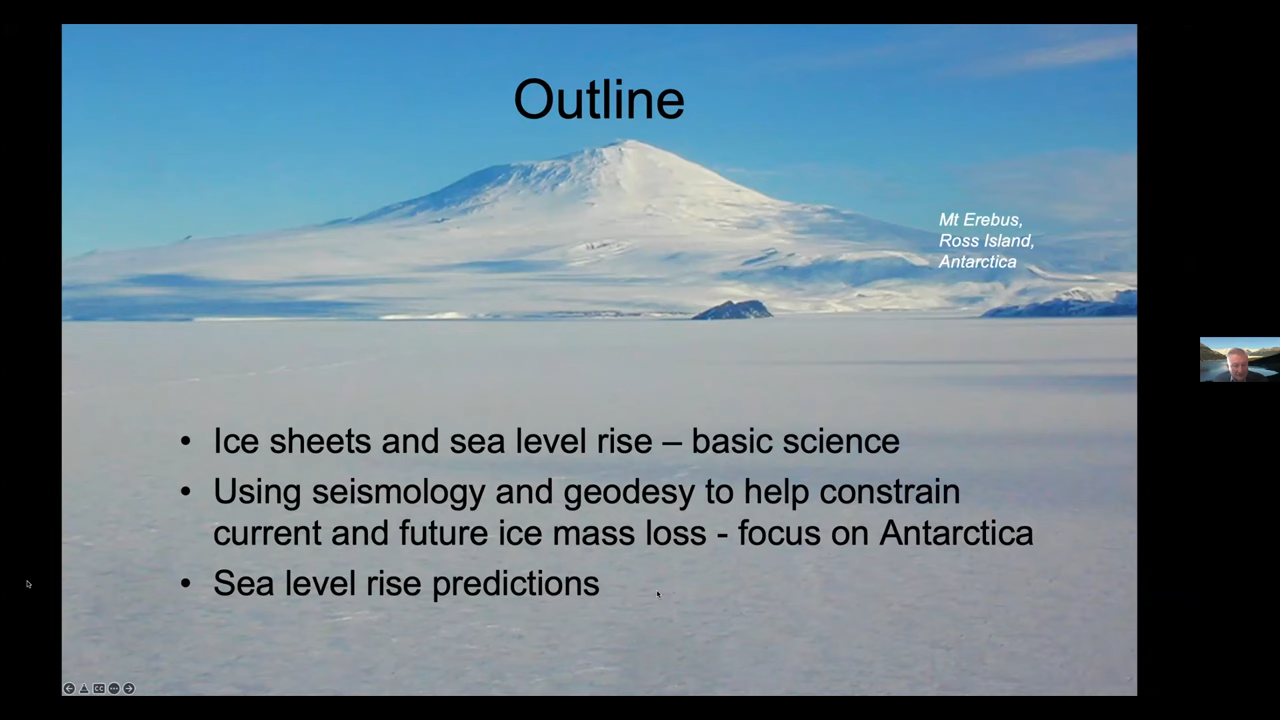 Outline
Mt Erebus,
Ross Island,
Antarctica
• Ice sheets and sea level rise – basic science
• Using seismology and geodesy to help constrain
current and future ice mass loss - focus on Antarctica
• Sea level rise predictions